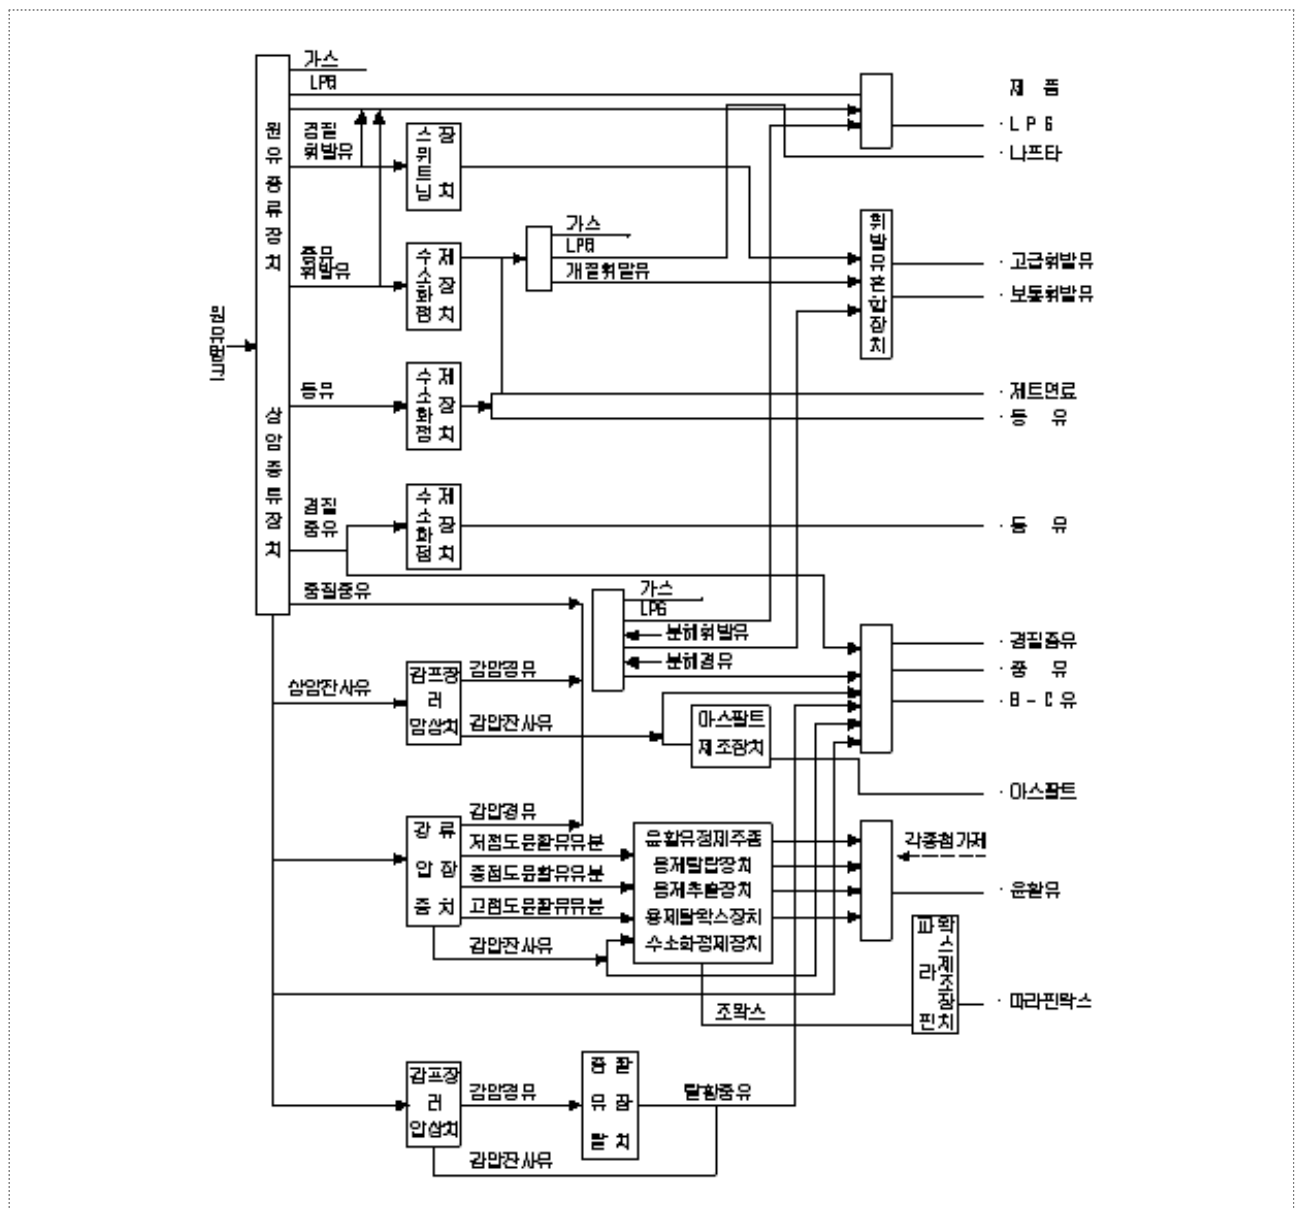 가스
LPG
제 품
원유증류장치
경질
휘발유
스위트닝
장치
· LPG
· 나프타
중유
휘발유
수소화정
제장치
가스
LPG
개질휘발유
휘발유혼합장치
· 고급휘발유
· 보통휘발유
원유펌프
등유
수소화정
제장치
· 제트연료
· 등 유
상압증류장치
경질
중유
수소화정
제장치
· 등 유
중질중유
가스
LPG
분해휘발유
분해경유
· 경질중유
· 중 유
· B-C유
상압잔사유
감프장
러
압상치
감압경유
감압잔사유
아스팔트
제조장치
· 아스팔트
감압경유
감 류
압 장
증 치
저점도윤활유유분
중점도윤활유유분
고점도윤활유유분
감압잔사유
윤활유정제주줌
용제탈납장치
용제추출장치
용제탈왁스장치
수소화정제장치
각종첨가제
· 윤활유
파라핀
왁스제조장치
· 파라핀왁스
조왁스
감프장
러
압상치
감압경유
감압잔사유
중 황
유 장
탈 치
탈황중유